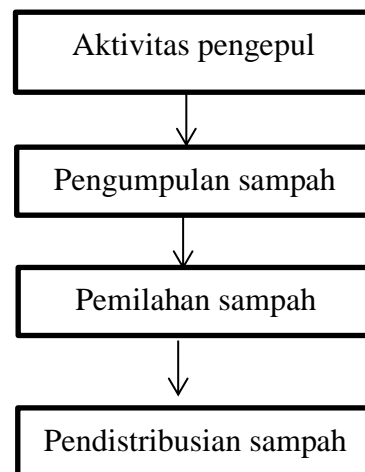 Aktivitas pengepul
Pengumpulan sampah
Pemilahan sampah
Pendistribusian sampah